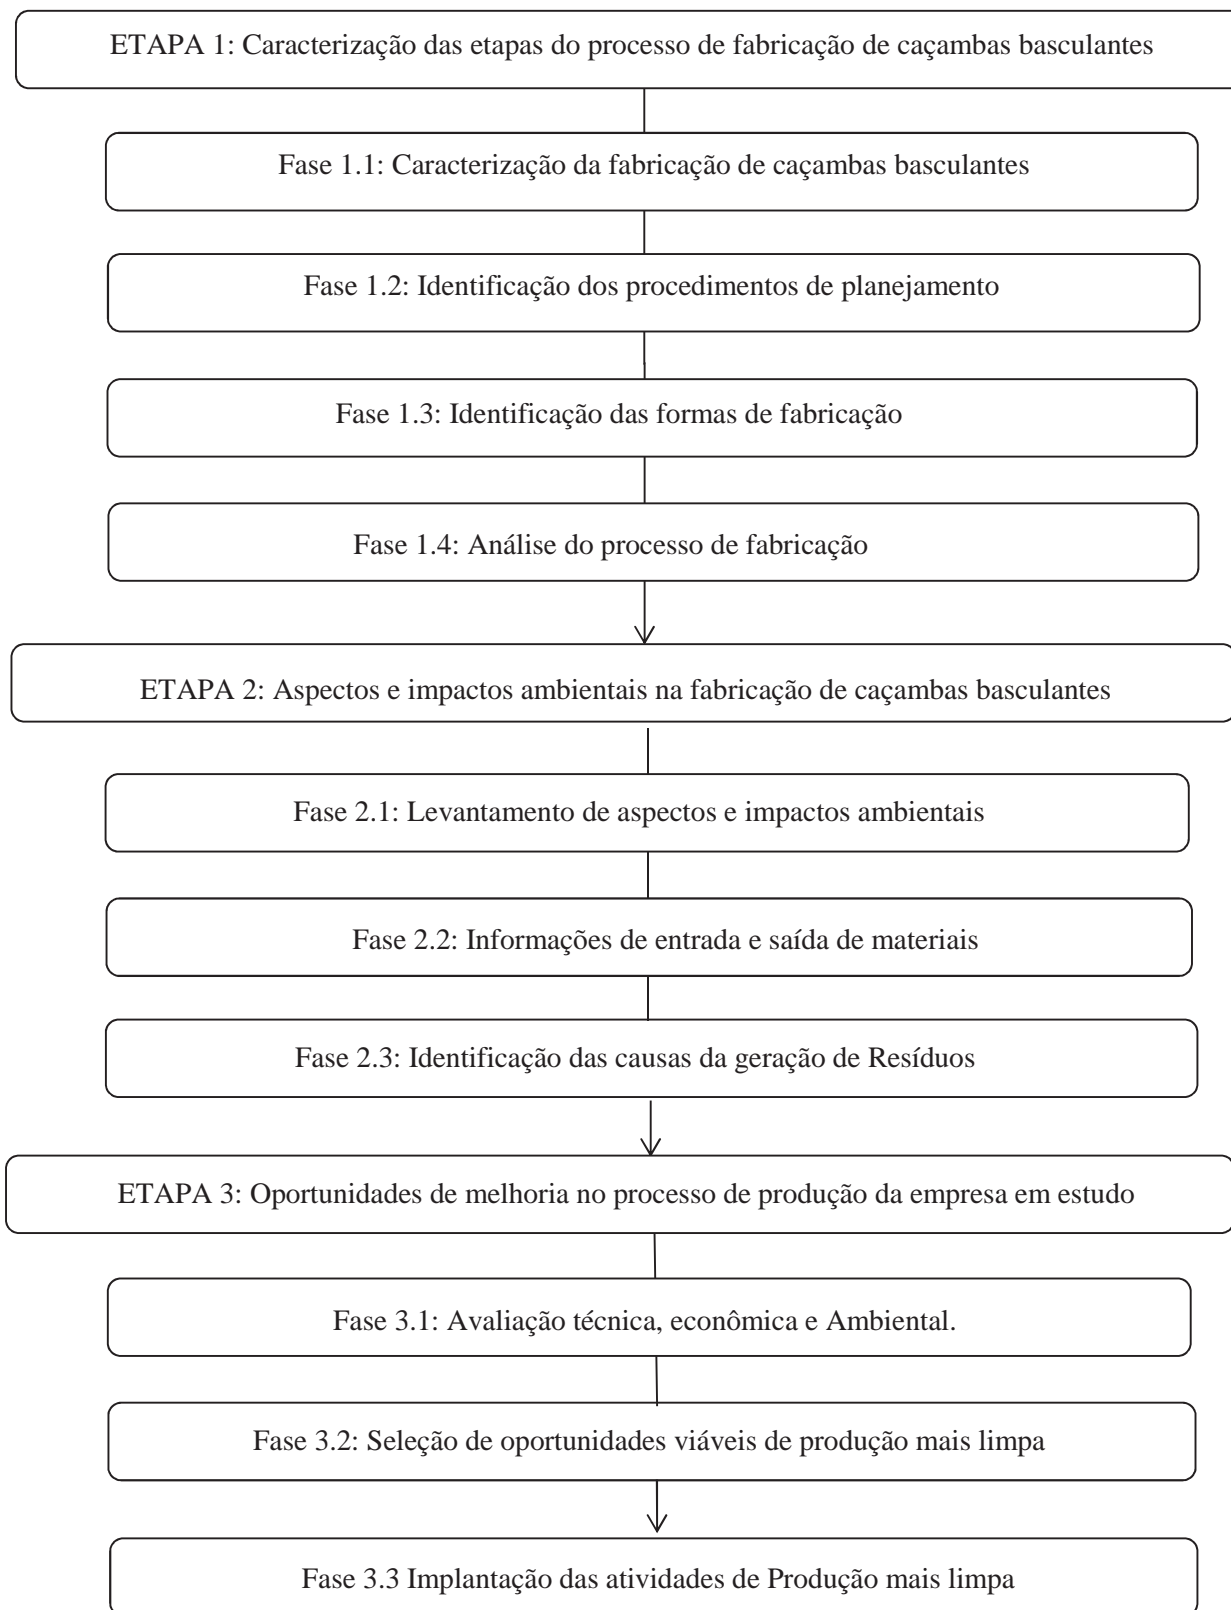 ETAPA 1: Caracterização das etapas do processo de fabricação de caçambas basculantes
Fase 1.1: Caracterização da fabricação de caçambas basculantes
Fase 1.2: Identificação dos procedimentos de planejamento
Fase 1.3: Identificação das formas de fabricação
Fase 1.4: Análise do processo de fabricação
ETAPA 2: Aspectos e impactos ambientais na fabricação de caçambas basculantes
Fase 2.1: Levantamento de aspectos e impactos ambientais
Fase 2.2: Informações de entrada e saída de materiais
Fase 2.3: Identificação das causas da geração de Resíduos
ETAPA 3: Oportunidades de melhoria no processo de produção da empresa em estudo
Fase 3.1: Avaliação técnica, econômica e Ambiental.
Fase 3.2: Seleção de oportunidades viáveis de produção mais limpa
Fase 3.3 Implantação das atividades de Produção mais limpa